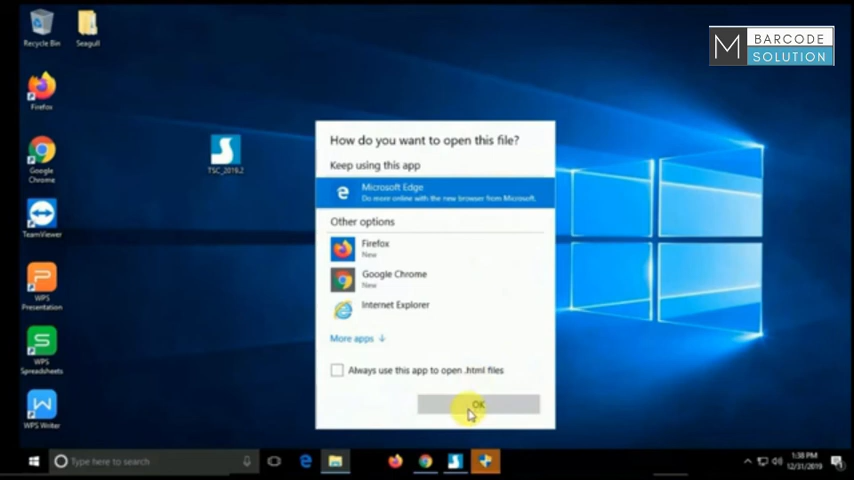 Recycle Bin
Seagull
M BARCODE
SOLUTION
Firefox
Google
Chrome
TSC_2019.2
TeamViewer
WPS
Presentation
WPS
Spreadsheets
WPS Writer
How do you want to open this file?
Keep using this app
Microsoft Edge
Do more online with the new browser from Microsoft.
Other options
Firefox
New
Google Chrome
New
Internet Explorer
More apps
Always use this app to open .html files
OK
Type here to search
1:38 PM
12/31/2019